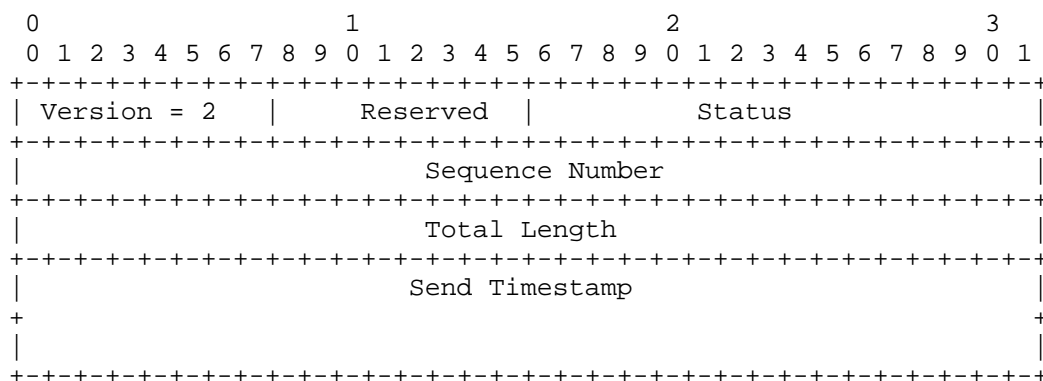 0                   1                   2                   3
 0 1 2 3 4 5 6 7 8 9 0 1 2 3 4 5 6 7 8 9 0 1 2 3 4 5 6 7 8 9 0 1
+-+-+-+-+-+-+-+-+-+-+-+-+-+-+-+-+-+-+-+-+-+-+-+-+-+-+-+-+-+-+-+-+
| Version = 2   |     Reserved  |          Status               |
+-+-+-+-+-+-+-+-+-+-+-+-+-+-+-+-+-+-+-+-+-+-+-+-+-+-+-+-+-+-+-+-+
|                         Sequence Number                       |
+-+-+-+-+-+-+-+-+-+-+-+-+-+-+-+-+-+-+-+-+-+-+-+-+-+-+-+-+-+-+-+-+
|                         Total Length                          |
+-+-+-+-+-+-+-+-+-+-+-+-+-+-+-+-+-+-+-+-+-+-+-+-+-+-+-+-+-+-+-+-+
|                        Send Timestamp                         |
+                                                               +
|                                                               |
+-+-+-+-+-+-+-+-+-+-+-+-+-+-+-+-+-+-+-+-+-+-+-+-+-+-+-+-+-+-+-+-+